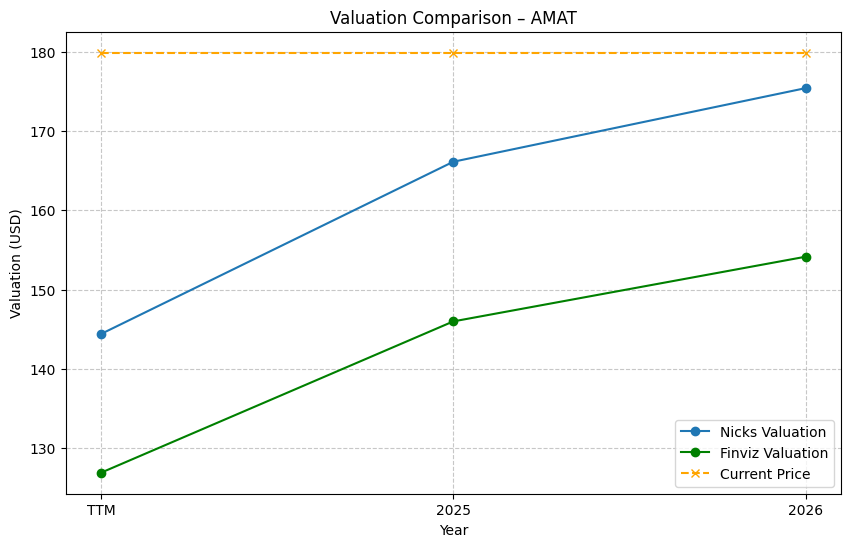 Valuation Comparison – AMAT
Valuation (USD)
180
170
160
150
140
130
TTM
2025
2026
Year
Nicks Valuation
Finviz Valuation
Current Price